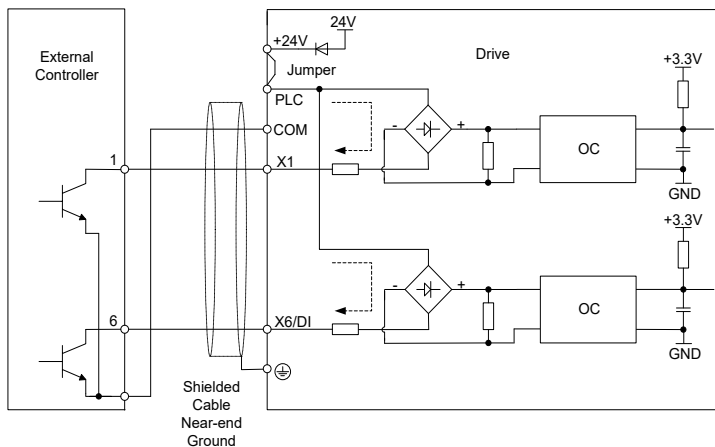 External
Controller
+24V
24V
Jumper
Drive
PLC
COM
+3.3V
1
X1
-
+
OC
GND
+3.3V
6
X6/DI
-
+
OC
GND
Shielded
Cable
Near-end
Ground